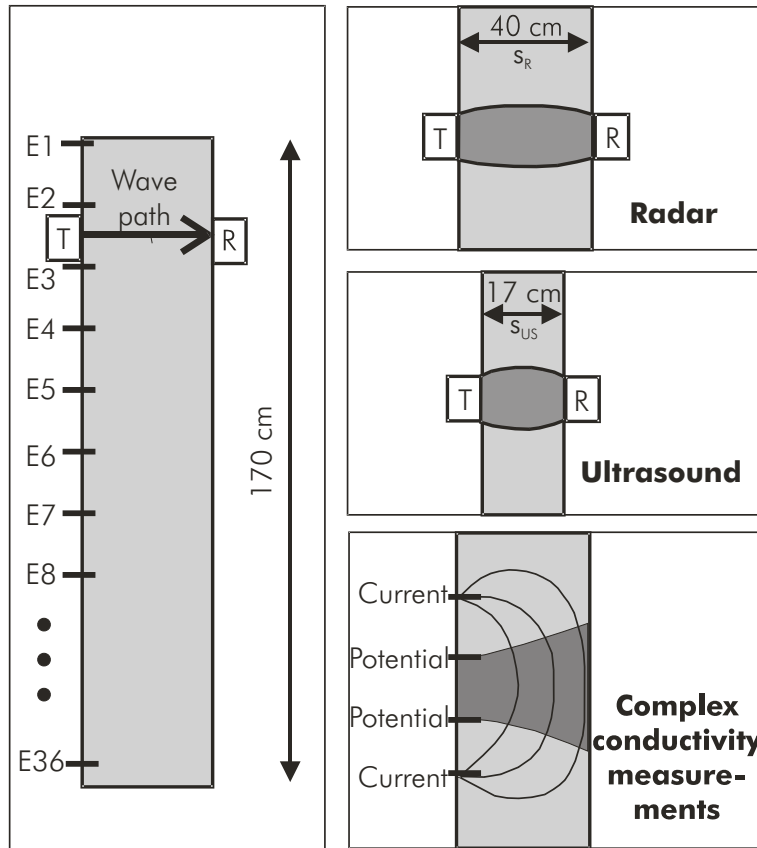 E1
E2
E3
E4
E5
E6
E7
E8
E36
Wave
path
T
R
170 cm
40 cm
sR
T
R
Radar
17 cm
sUS
T
R
Ultrasound
Current
Potential
Potential
Current
Complex
conductivity
measure-
ments